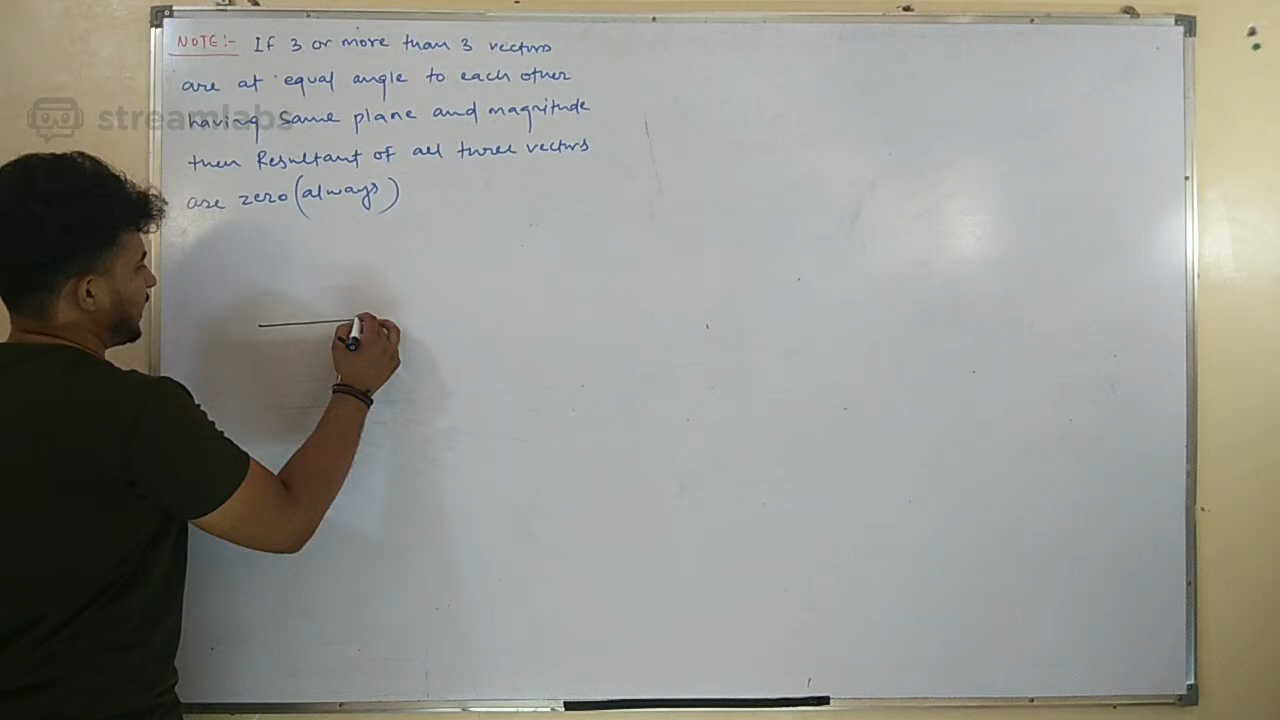 NOTE:- If 3 or more than 3 vectors
are at equal angle to each other
having same plane and magnitude
then Resultant of all three vectors
are zero (always)
streamlabs